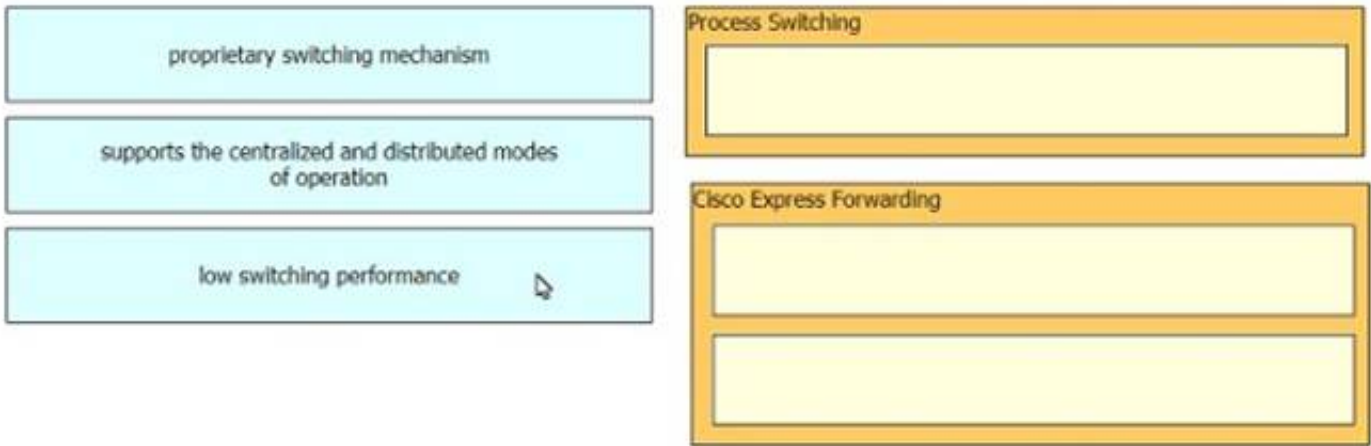 proprietary switching mechanism
supports the centralized and distributed modes
of operation
low switching performance
Process Switching
Cisco Express Forwarding